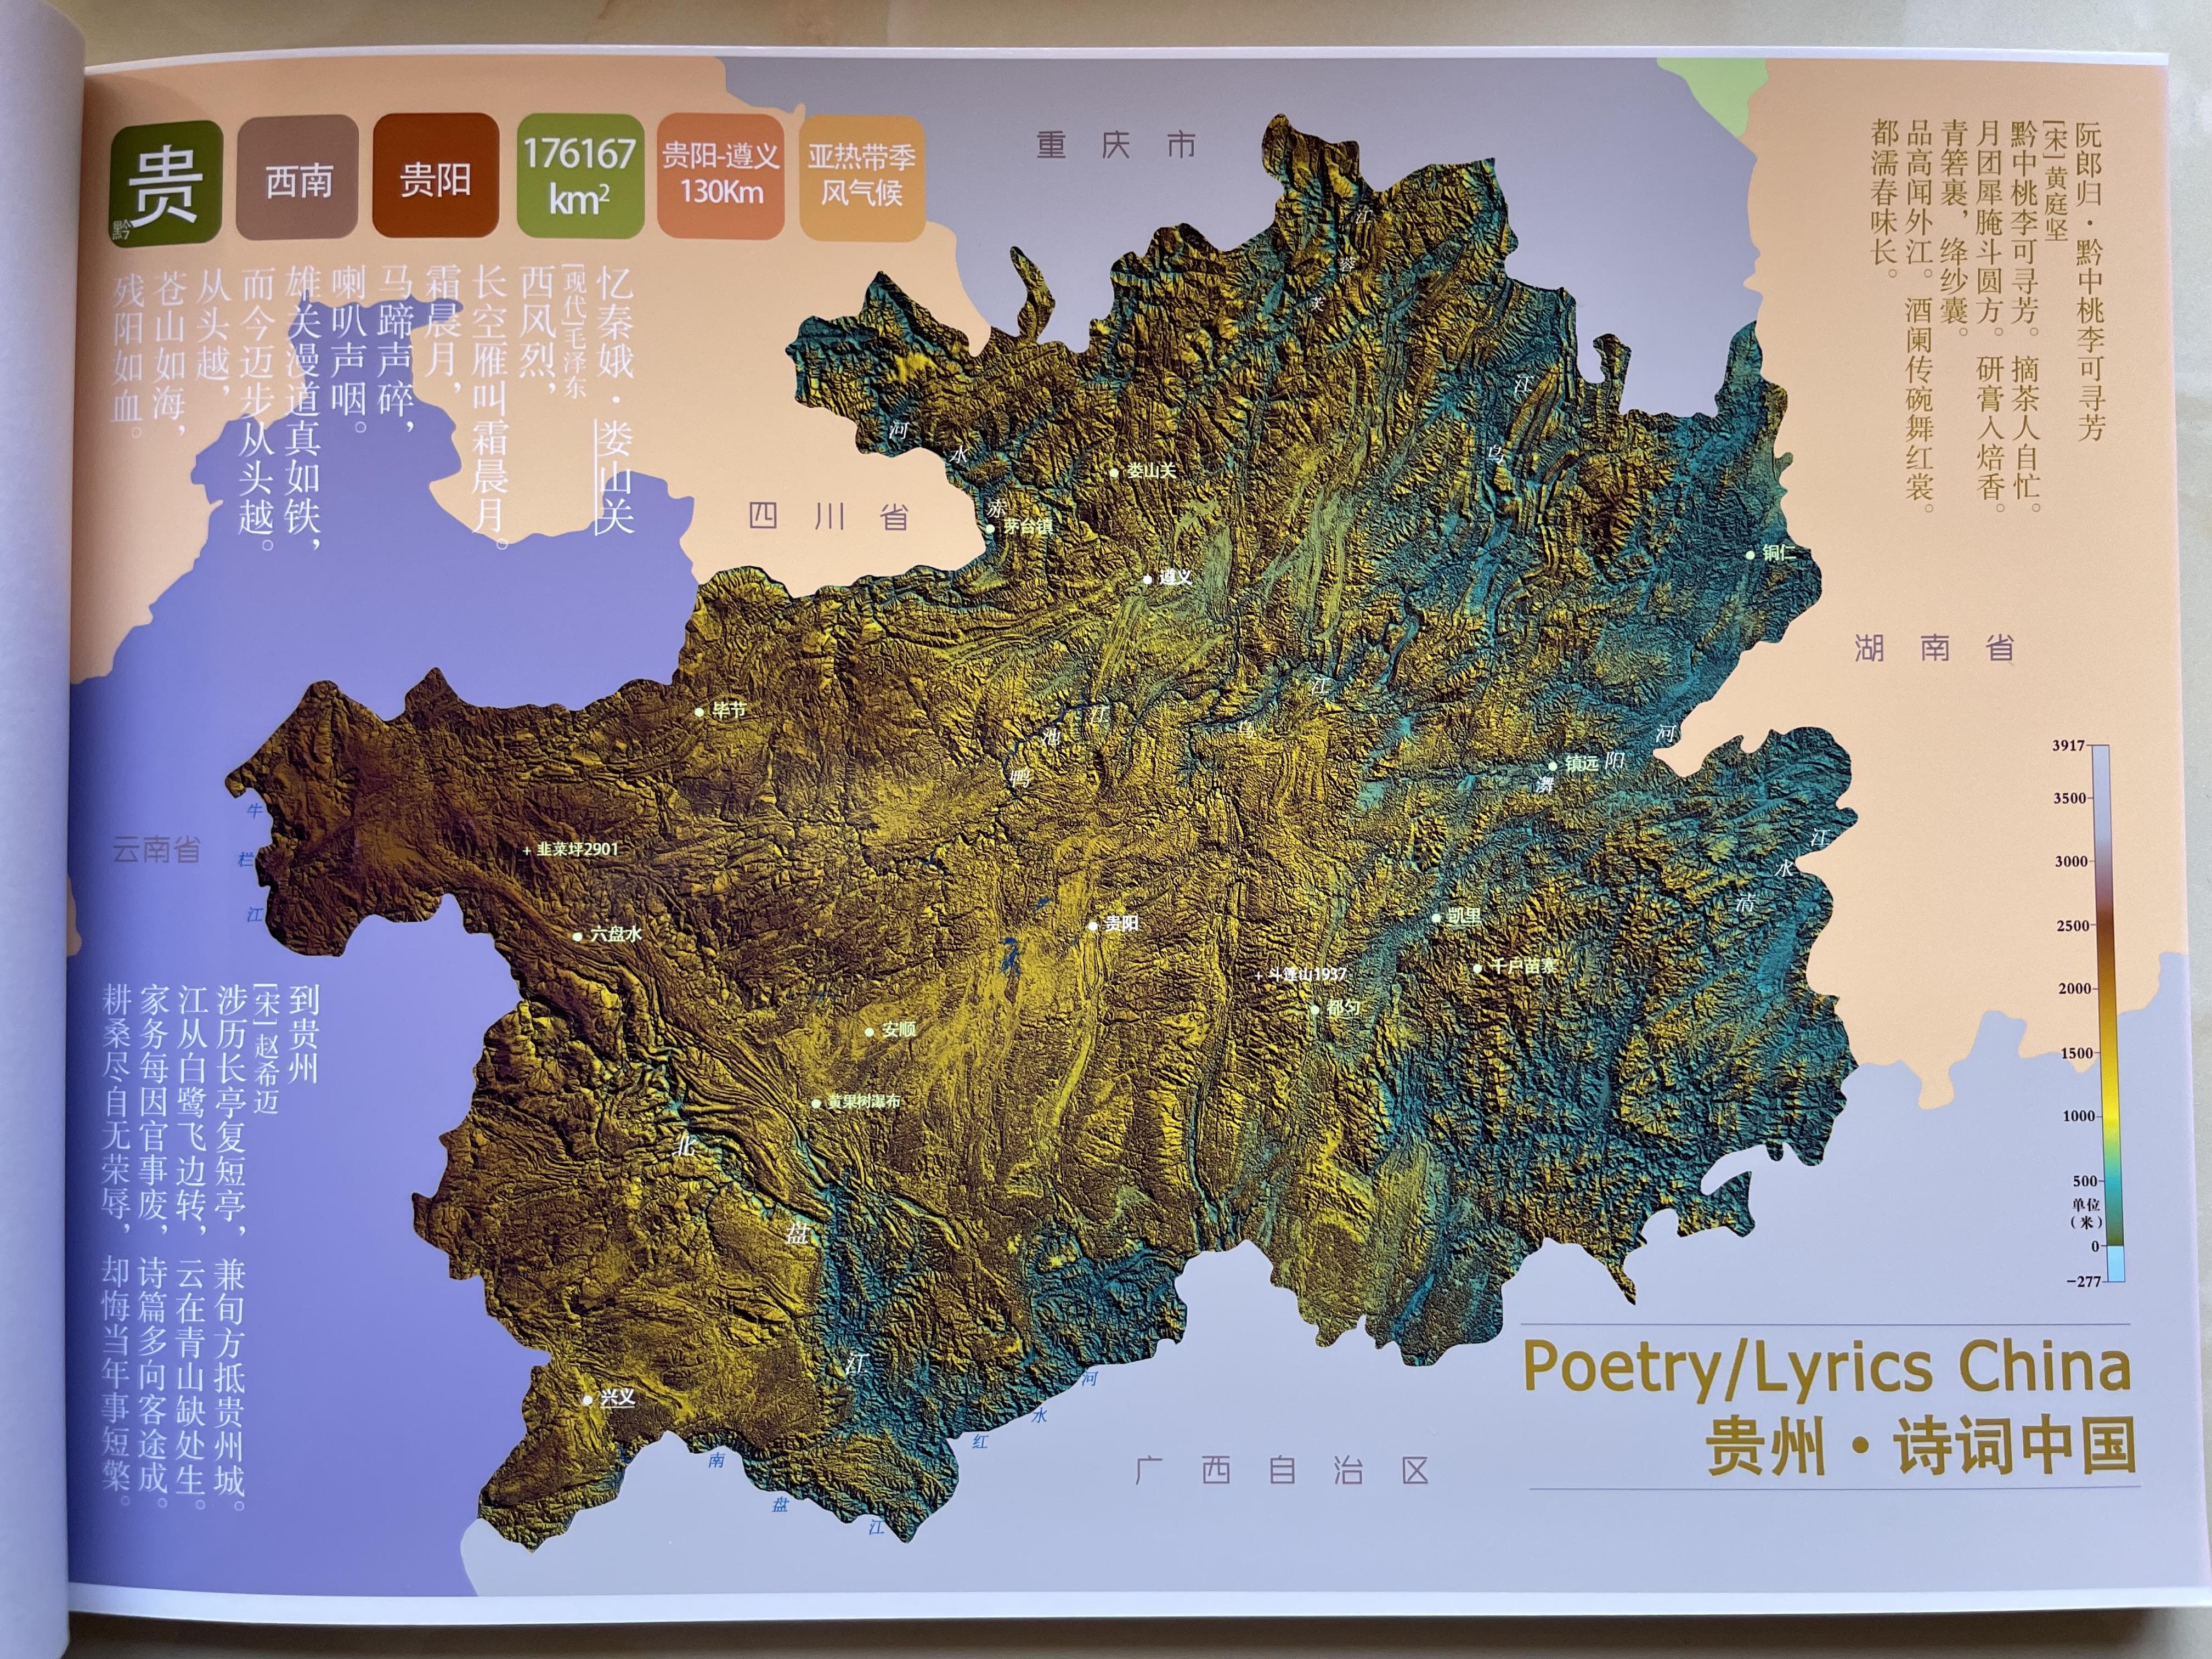 贵
黔
西南
贵阳
176167
km²
贵阳-遵义
130Km
亚热带季
风气候
忆秦娥·娄山关
[现代]毛泽东
西风烈，
长空雁叫霜晨月。
霜晨月，
马蹄声碎，
喇叭声咽。
雄关漫道真如铁，
而今迈步从头越。
从头越，
苍山如海，
残阳如血。
阮郎归·黔中桃李可寻芳
[宋]黄庭坚
黔中桃李可寻芳。摘茶人自忙。
月团犀腌斗圆方。研膏入焙香。
青箬裹，绛纱囊。
品高闻外江。酒阑传碗舞红裳。
都濡春味长。
到贵州
[宋]赵希迈
涉历长亭复短亭，兼旬方抵贵州城。
江从白鹭飞边转，云在青山缺处生。
家务每因官事废，诗篇多向客途成。
耕桑尽自无荣辱，却悔当年事短檠。
重庆市
四川省
湖南省
云南省
广西自治区
娄山关
茅台镇
遵义
铜仁
毕节
镇远
+韭菜坪2901
六盘水
贵阳
凯里
千户苗寨
+斗篷山1937
都匀
安顺
黄果树瀑布
兴义
芙蓉江
乌江
赤水河
鸭池江
乌江
潕阳河
清水江
牛栏江
北盘江
南盘江
红水河
3917
3500
3000
2500
2000
1500
1000
500
单位
（米）
0
-277
Poetry/Lyrics China
贵州·诗词中国